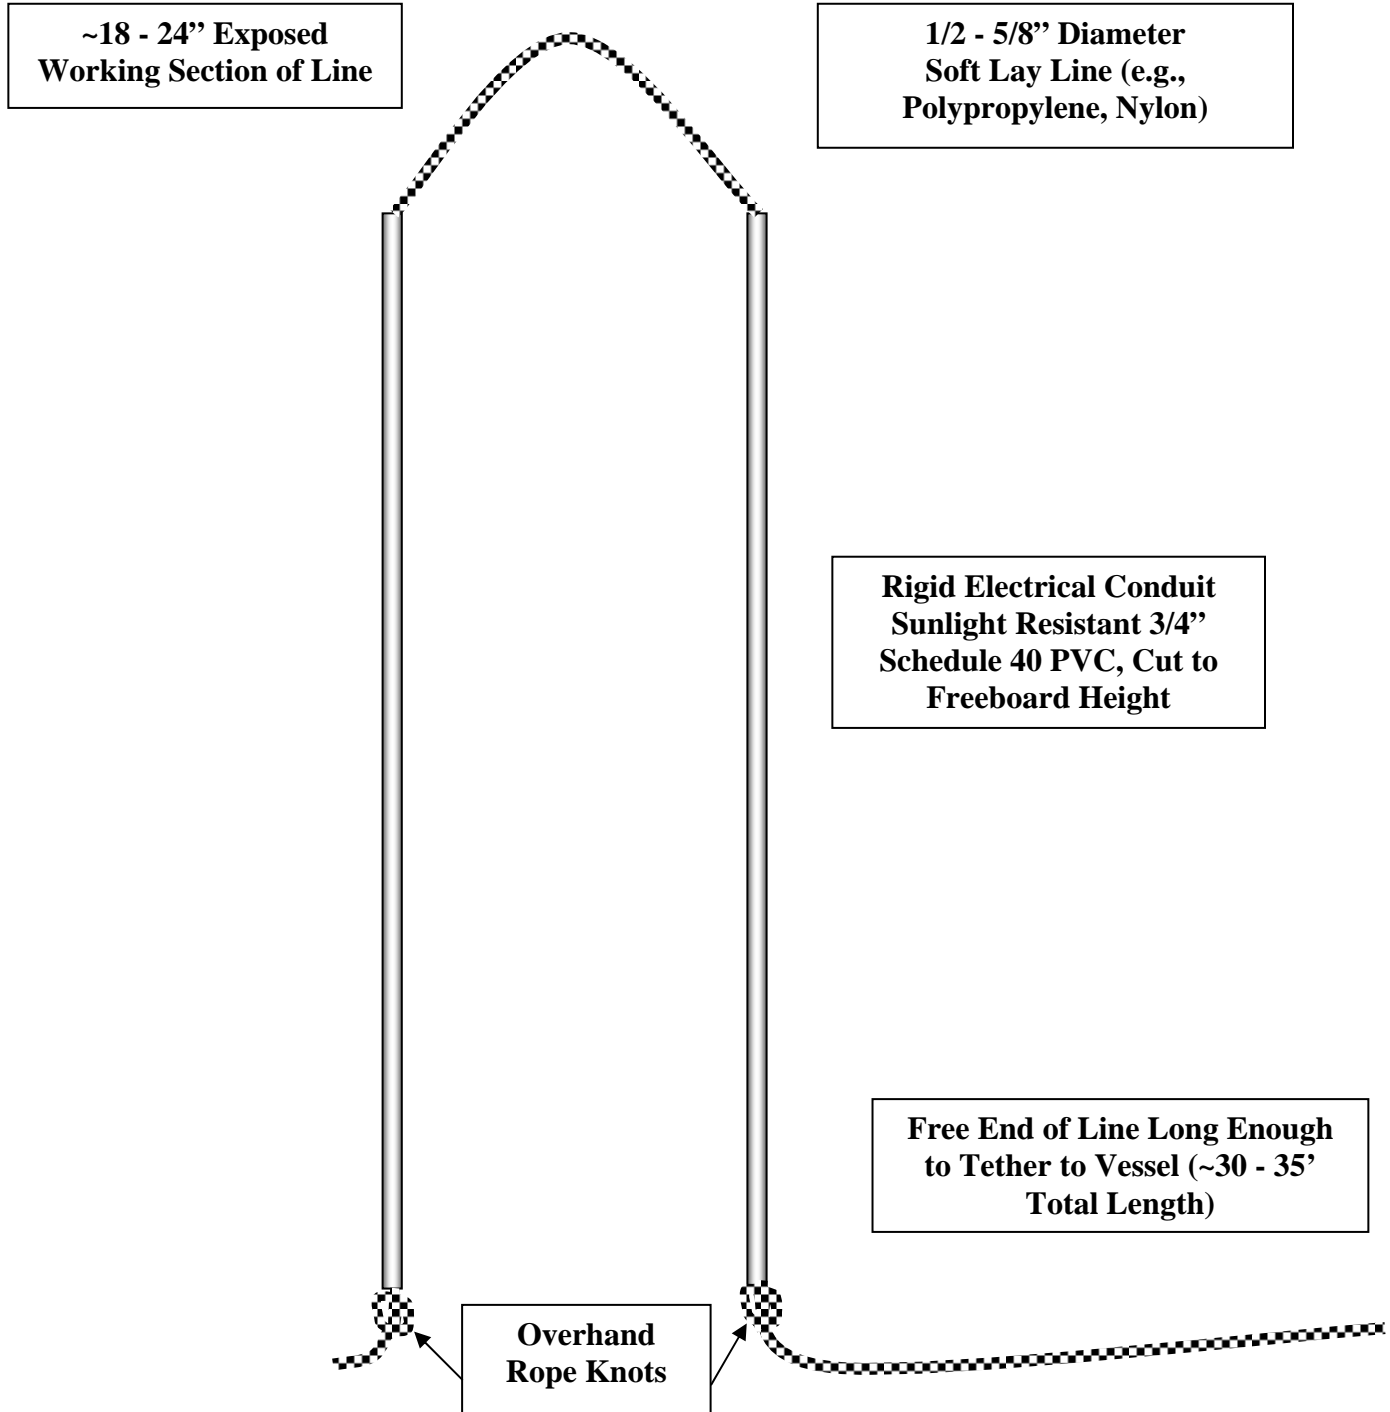 ~18 - 24” Exposed
Working Section of Line
1/2 - 5/8” Diameter
Soft Lay Line (e.g.,
Polypropylene, Nylon)
Rigid Electrical Conduit
Sunlight Resistant 3/4”
Schedule 40 PVC, Cut to
Freeboard Height
Free End of Line Long Enough
to Tether to Vessel (~30 - 35’
Total Length)
Overhand
Rope Knots